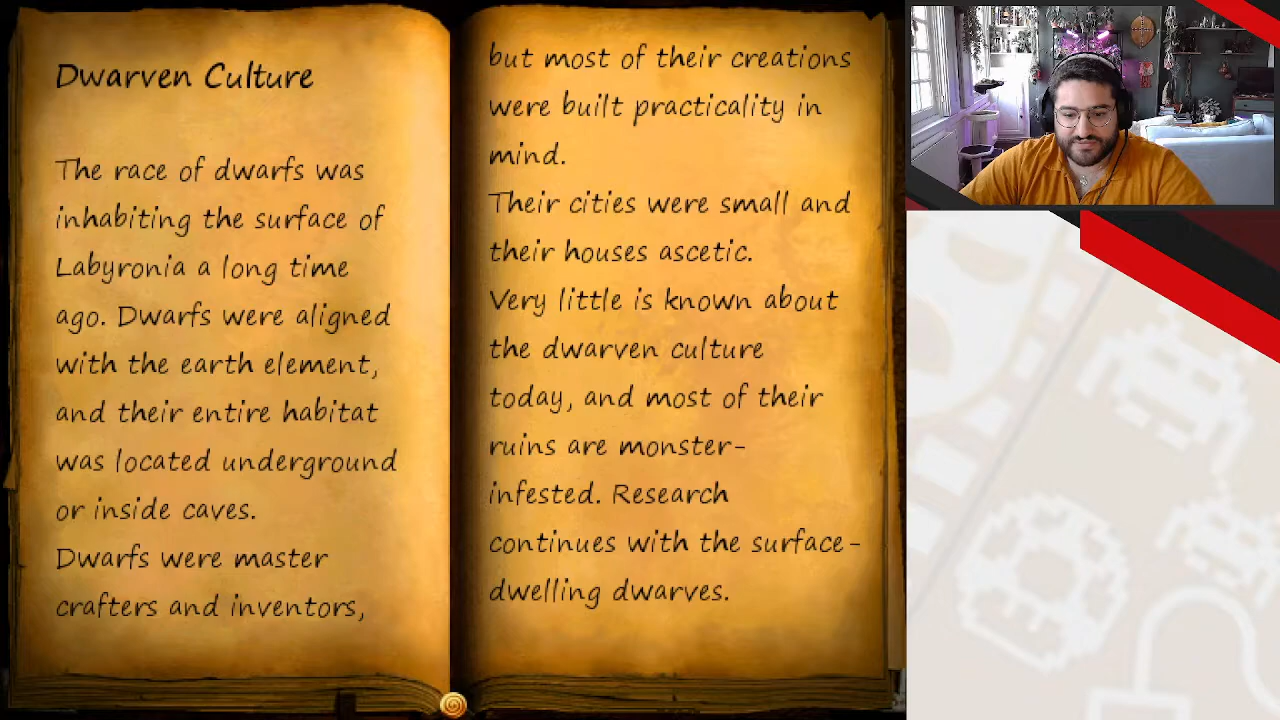 Dwarven Culture
The race of dwarfs was
inhabiting the surface of
Labyronia a long time
ago. Dwarfs were aligned
with the earth element,
and their entire habitat
was located underground
or inside caves.
Dwarfs were master
crafters and inventors,
but most of their creations
were built practicality in
mind.
Their cities were small and
their houses ascetic.
Very little is known about
the dwarven culture
today, and most of their
ruins are monster-
infested. Research
continues with the surface-
dwelling dwarves.